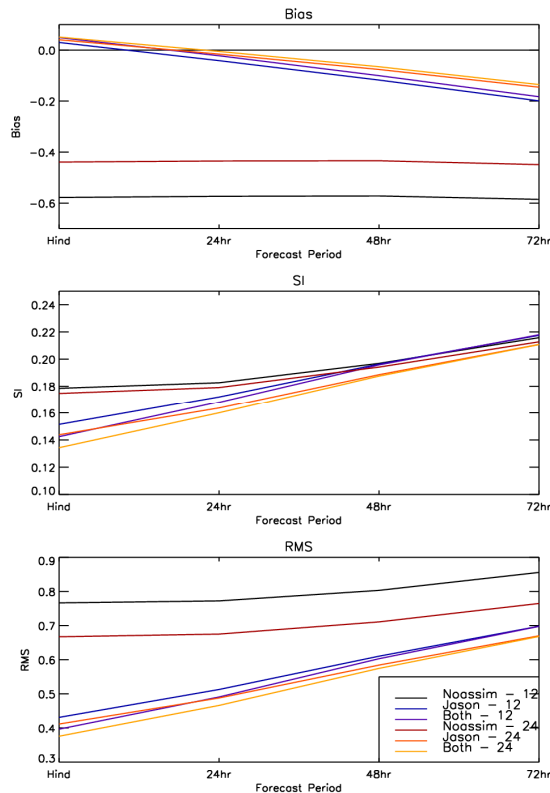 Bias
0.0
-0.2
-0.4
-0.6
Bias
Hind 24hr 48hr 72hr
Forecast Period
SI
0.24
0.22
0.20
0.18
0.16
0.14
0.12
0.10
SI
Hind 24hr 48hr 72hr
Forecast Period
RMS
0.9
0.8
0.7
0.6
0.5
0.4
0.3
RMS
Noassim - 12
Jason - 12
Both - 12
Noassim - 24
Jason - 24
Both - 24
Hind 24hr 48hr 72hr
Forecast Period